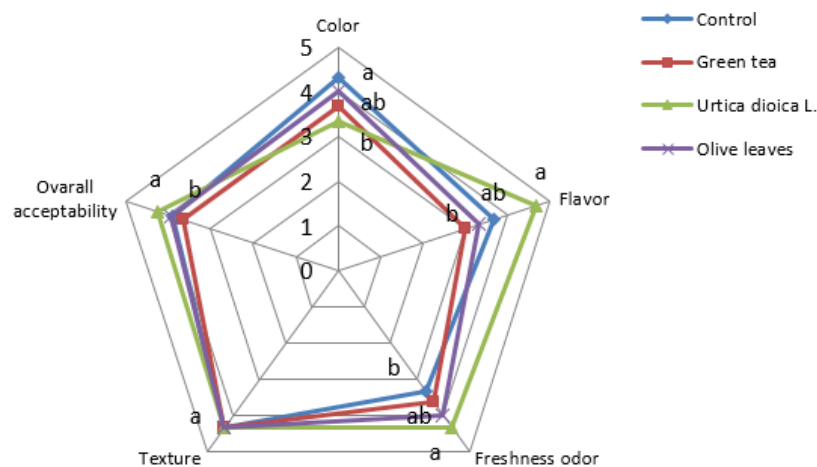 Color
5
a
4
ab
3
b
2
1
0
Control
Green tea
Urtica dioica L.
Olive leaves
a
ab
b
Flavor
a
b
Ovarall
acceptability
b
ab
a
Freshness odor
a
Texture